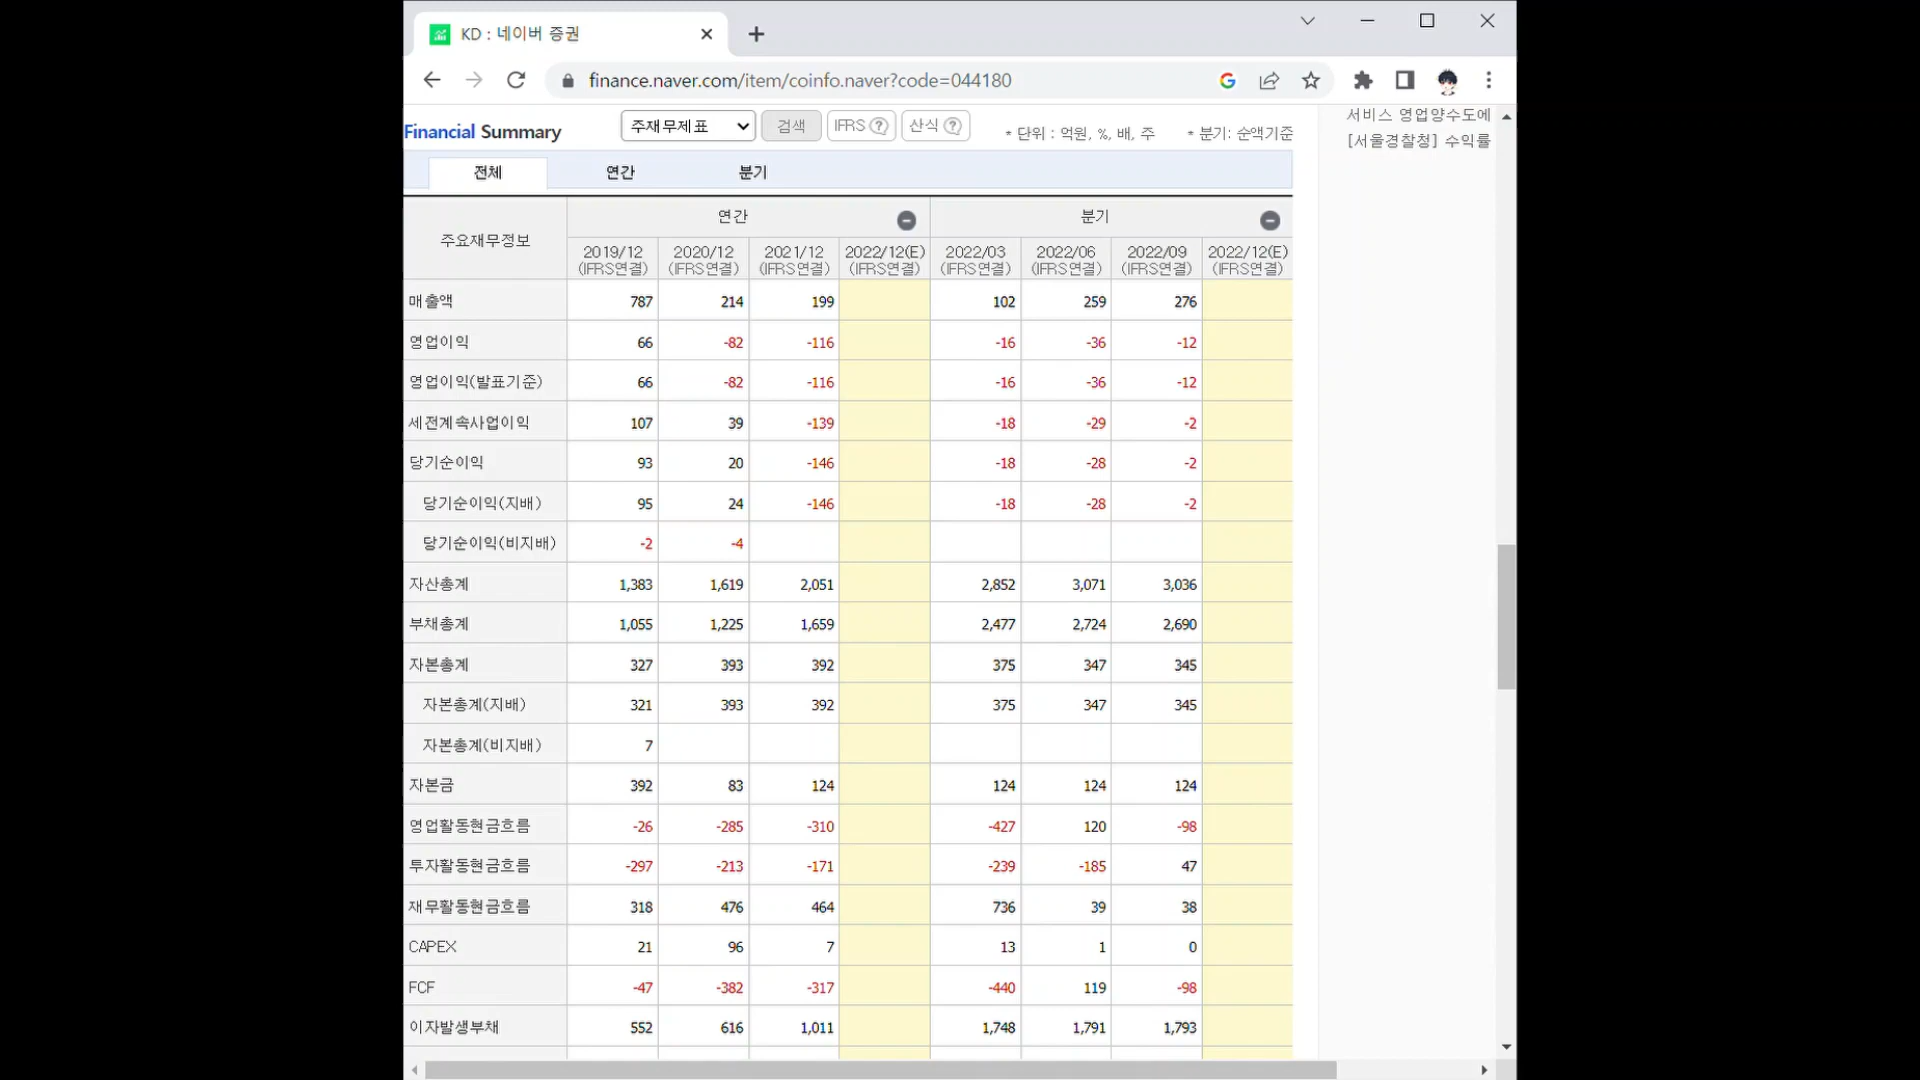 KD : 네이버 증권
finance.naver.com/item/coinfo.naver?code=044180
서비스 영업양수도에
[서울경찰청] 수익률
Financial Summary 주재무제표 검색 IFRS ? 산식 ? * 단위 : 억원, %, 배, 주 * 분기: 순액기준
전체 연간 분기
주요재무정보 연간 분기
2019/12 2020/12 2021/12 2022/12(E) 2022/03 2022/06 2022/09 2022/12(E)
(IFRS연결) (IFRS연결) (IFRS연결) (IFRS연결) (IFRS연결) (IFRS연결) (IFRS연결) (IFRS연결)
매출액 787 214 199 102 259 276
영업이익 66 -82 -116 -16 -36 -12
영업이익(발표기준) 66 -82 -116 -16 -36 -12
세전계속사업이익 107 39 -139 -18 -29 -2
당기순이익 93 20 -146 -18 -28 -2
당기순이익(지배) 95 24 -146 -18 -28 -2
당기순이익(비지배) -2 -4
자산총계 1,383 1,619 2,051 2,852 3,071 3,036
부채총계 1,055 1,225 1,659 2,477 2,724 2,690
자본총계 327 393 392 375 347 345
자본총계(지배) 321 393 392 375 347 345
자본총계(비지배) 7
자본금 392 83 124 124 124 124
영업활동현금흐름 -26 -285 -310 -427 120 -98
투자활동현금흐름 -297 -213 -171 -239 -185 47
재무활동현금흐름 318 476 464 736 39 38
CAPEX 21 96 7 13 1 0
FCF -47 -382 -317 -440 119 -98
이자발생부채 552 616 1,011 1,748 1,791 1,793